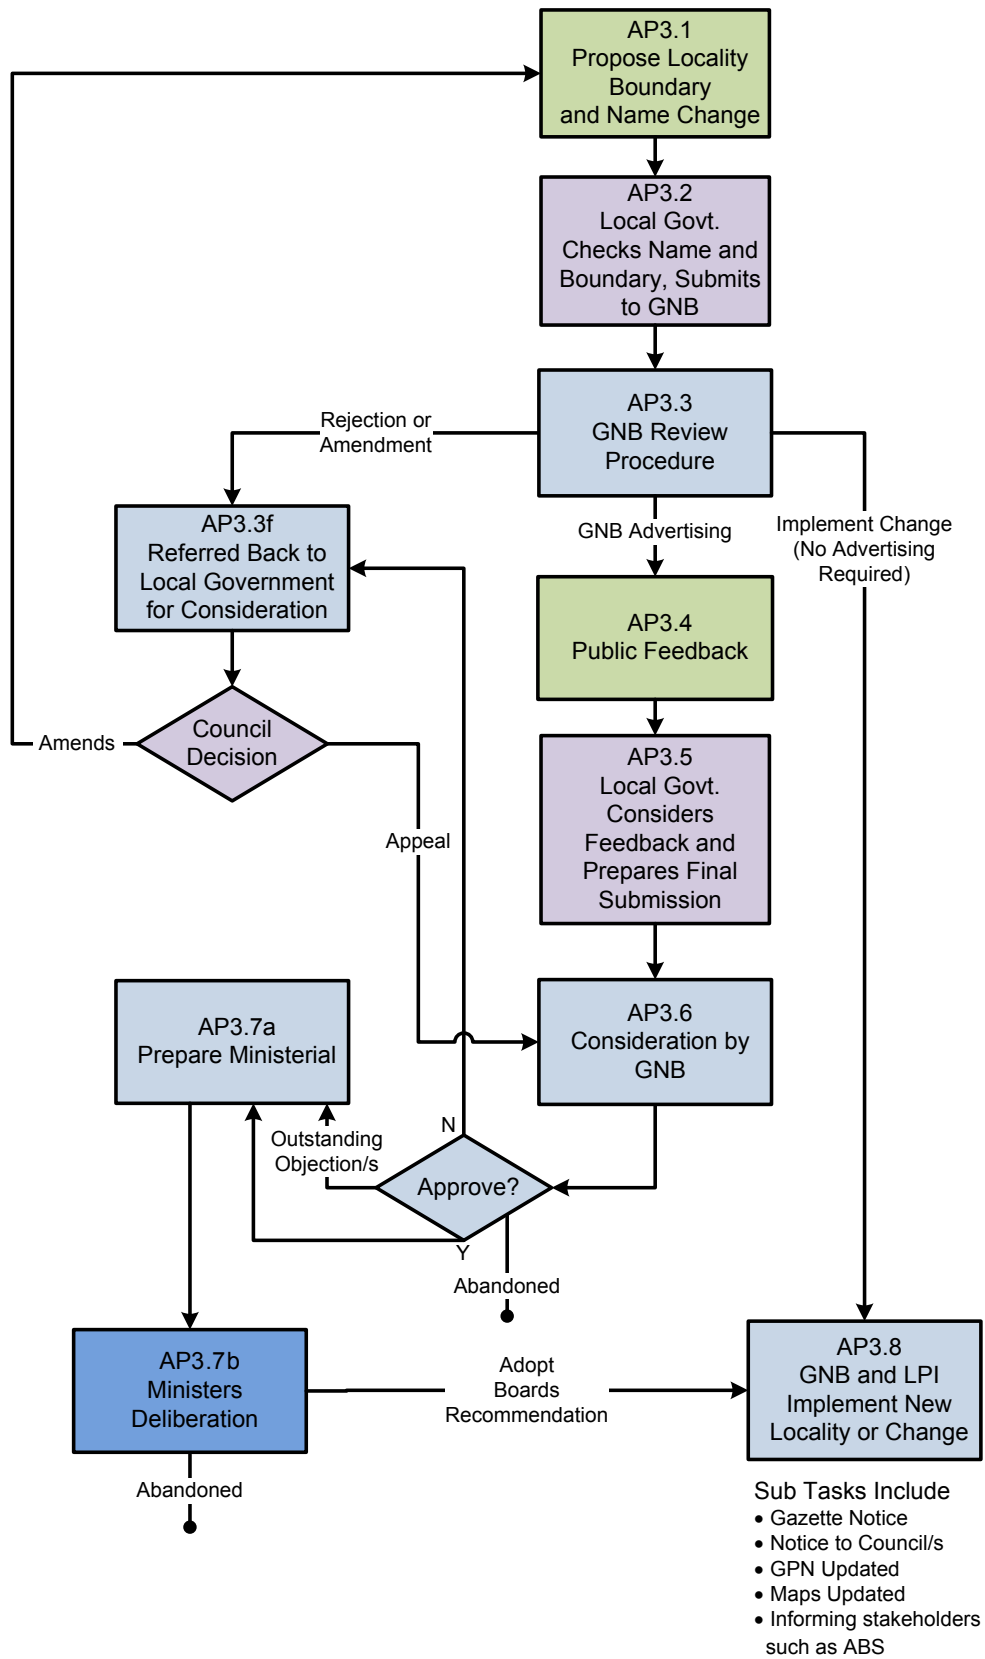 AP3.1
Propose Locality
Boundary
and Name Change
AP3.2
Local Govt.
Checks Name and
Boundary, Submits
to GNB
AP3.3
GNB Review
Procedure
Rejection or
Amendment
GNB Advertising
Implement Change
(No Advertising
Required)
AP3.3f
Referred Back to
Local Government
for Consideration
AP3.4
Public Feedback
Council
Decision
Amends
Appeal
AP3.5
Local Govt.
Considers
Feedback and
Prepares Final
Submission
AP3.6
Consideration by
GNB
AP3.7a
Prepare Ministerial
N
Outstanding
Objection/s
Approve?
Y
Abandoned
AP3.7b
Ministers
Deliberation
Adopt
Boards
Recommendation
AP3.8
GNB and LPI
Implement New
Locality or Change
Abandoned
Sub Tasks Include
• Gazette Notice
• Notice to Council/s
• GPN Updated
• Maps Updated
• Informing stakeholders
such as ABS